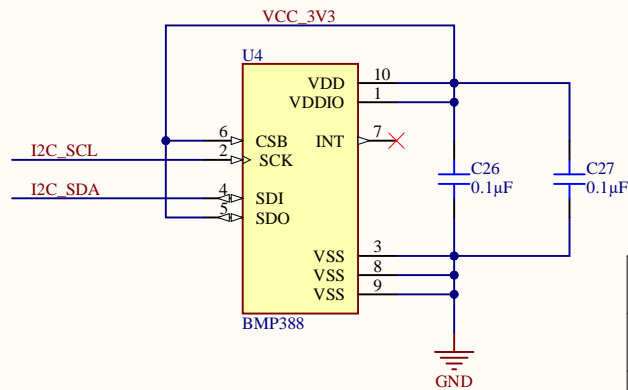 VCC_3V3
U4
VDD 10
VDDIO 1
6 CSB
INT 7
I2C_SCL 2 SCK
I2C_SDA 4 SDI
5 SDO
C26
0.1µF
C27
0.1µF
VSS 3
VSS 8
VSS 9
BMP388
GND